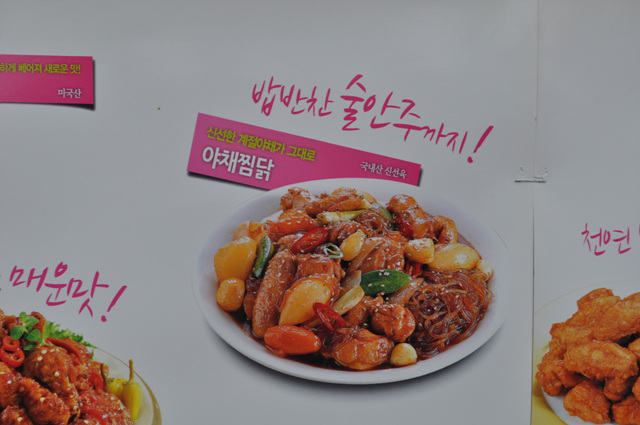 하게 베어져 새로운 맛!
미국산
밥반찬 술안주까지!
신선한 계절야채가 그대로
야채찜닭
국내산 신선육
매운맛!
천연